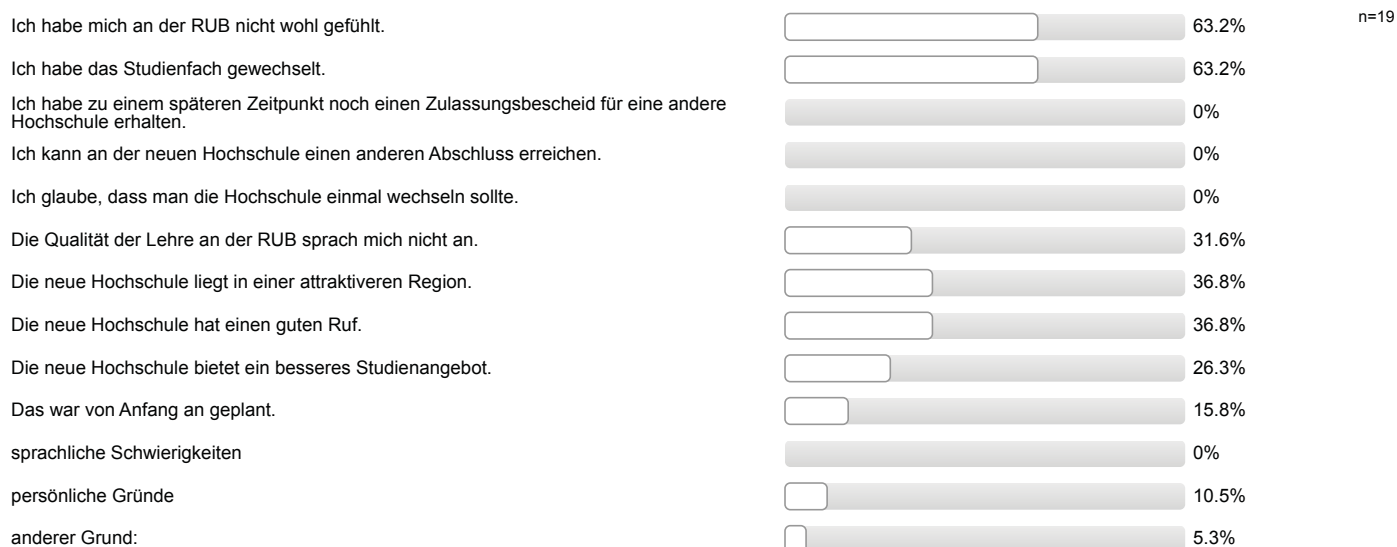 Ich habe mich an der RUB nicht wohl gefühlt. 63.2% n=19
Ich habe das Studienfach gewechselt. 63.2%
Ich habe zu einem späteren Zeitpunkt noch einen Zulassungsbescheid für eine andere
Hochschule erhalten. 0%
Ich kann an der neuen Hochschule einen anderen Abschluss erreichen. 0%
Ich glaube, dass man die Hochschule einmal wechseln sollte. 0%
Die Qualität der Lehre an der RUB sprach mich nicht an. 31.6%
Die neue Hochschule liegt in einer attraktiveren Region. 36.8%
Die neue Hochschule hat einen guten Ruf. 36.8%
Die neue Hochschule bietet ein besseres Studienangebot. 26.3%
Das war von Anfang an geplant. 15.8%
sprachliche Schwierigkeiten 0%
persönliche Gründe 10.5%
anderer Grund: 5.3%